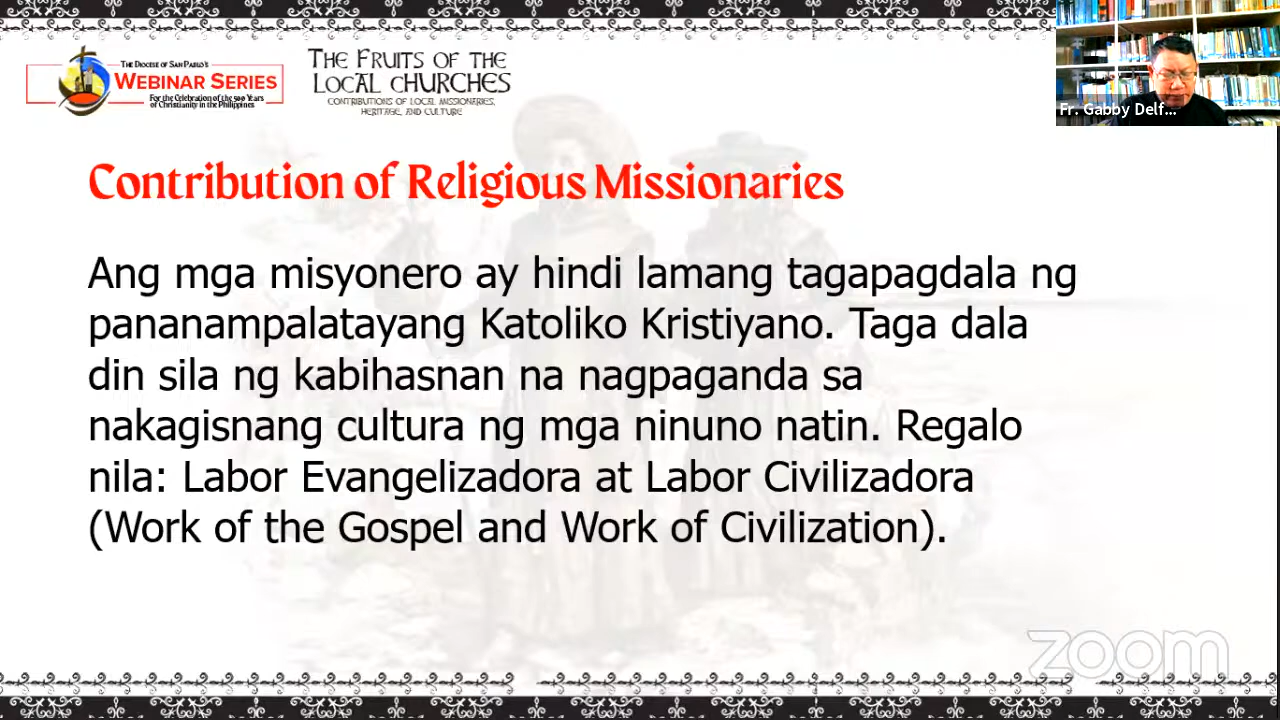 THE DIOCESE OF SAN PABLO'S
WEBINAR SERIES
For the Celebration of the 500 Years
of Christianity in the Philippines
THE FRUITS OF THE
LOCAL CHURCHES
CONTRIBUTIONS OF LOCAL MISSIONARIES,
HERITAGE, AND CULTURE
Fr. Gabby Delf...
Contribution of Religious Missionaries
Ang mga misyonero ay hindi lamang tagapagdala ng
pananampalatayang Katoliko Kristiyano. Taga dala
din sila ng kabihasnan na nagpaganda sa
nakagisnang cultura ng mga ninuno natin. Regalo
nila: Labor Evangelizadora at Labor Civilizadora
(Work of the Gospel and Work of Civilization).
zoom